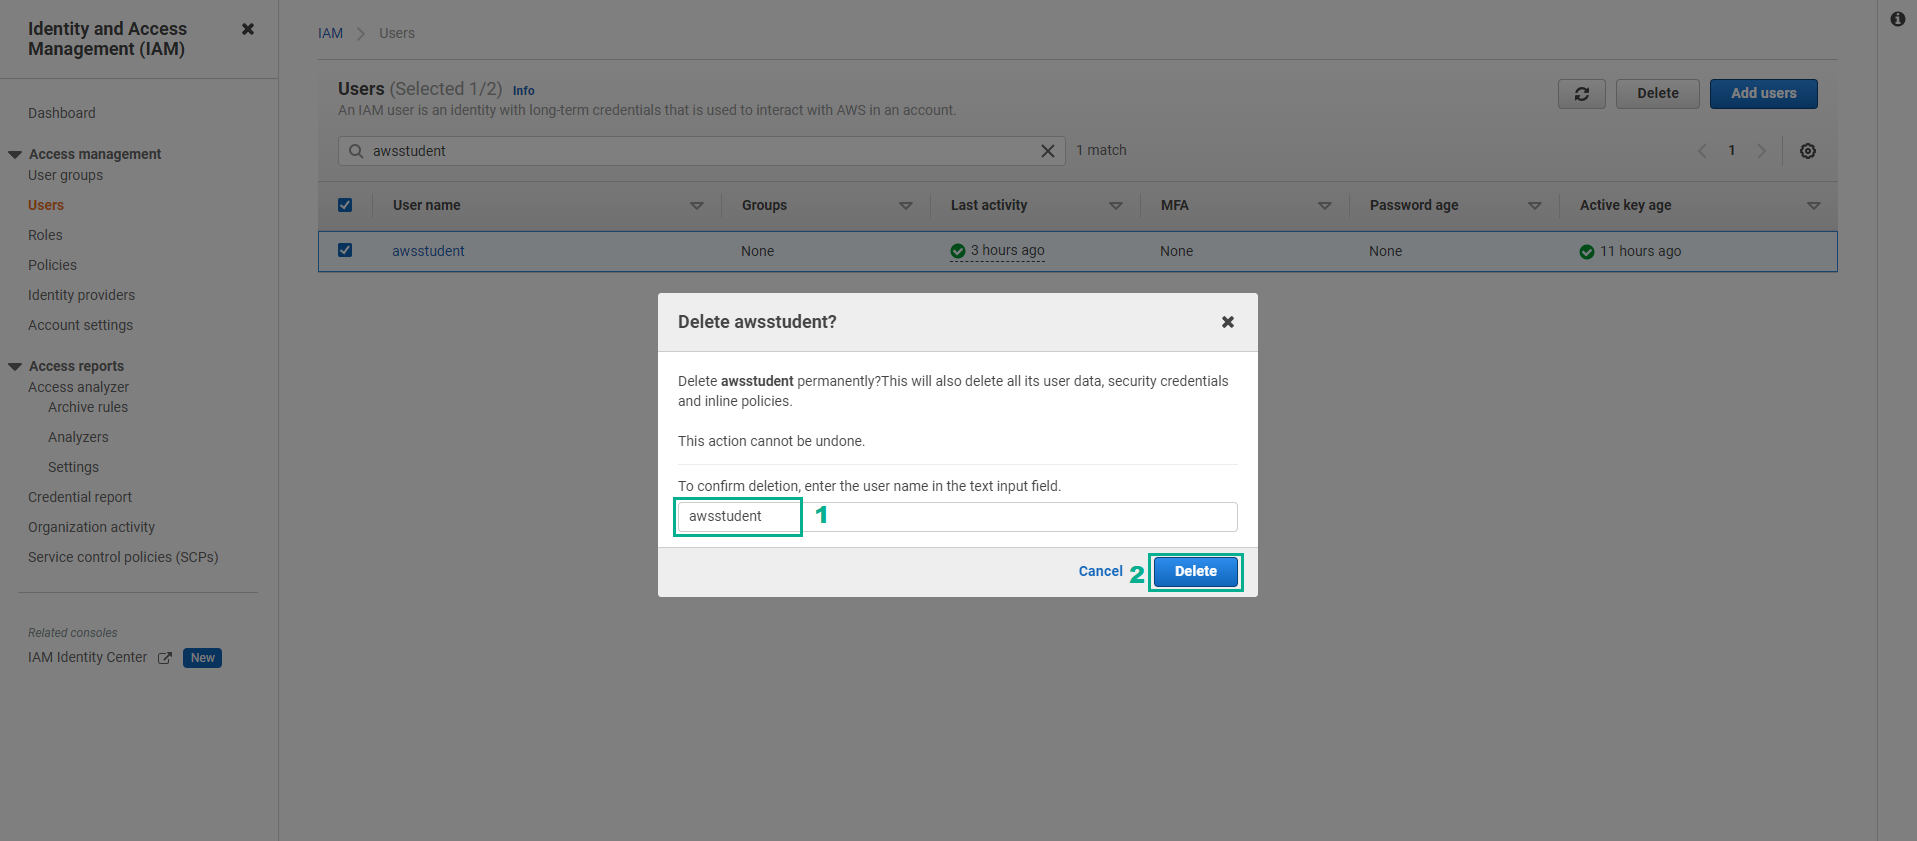 Identity and Access
Management (IAM)
Dashboard
Access management
User groups
Users
Roles
Policies
Identity providers
Account settings
Access reports
Access analyzer
Archive rules
Analyzers
Settings
Credential report
Organization activity
Service control policies (SCPs)
Related consoles
IAM Identity Center New
IAM Users
Users (Selected 1/2) Info
An IAM user is an identity with long-term credentials that is used to interact with AWS in an account.
Delete Add users
awsstudent 1 match 1
User name Groups Last activity MFA Password age Active key age
awsstudent None 3 hours ago None None 11 hours ago
Delete awsstudent?
Delete awsstudent permanently?This will also delete all its user data, security credentials
and inline policies.
This action cannot be undone.
To confirm deletion, enter the user name in the text input field.
awsstudent 1
Cancel 2 Delete